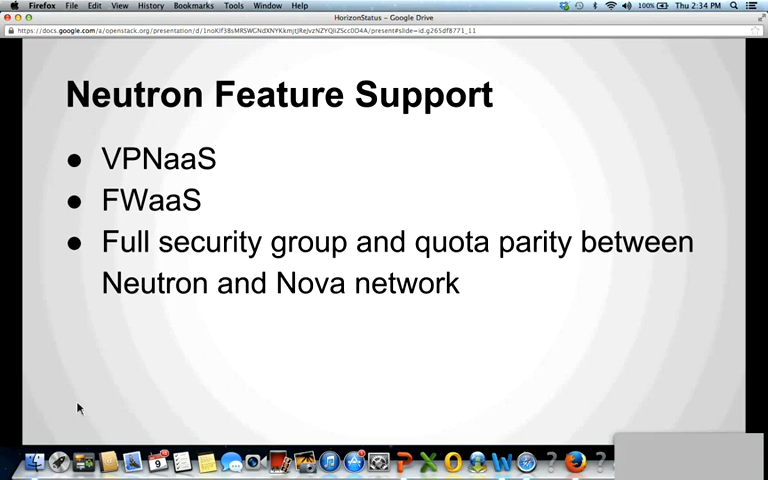 Firefox File Edit View History Bookmarks Tools Window Help 100% Thu 2:34 PM
HorizonStatus – Google Drive
Neutron Feature Support
● VPNaaS
● FWaaS
● Full security group and quota parity between
Neutron and Nova network